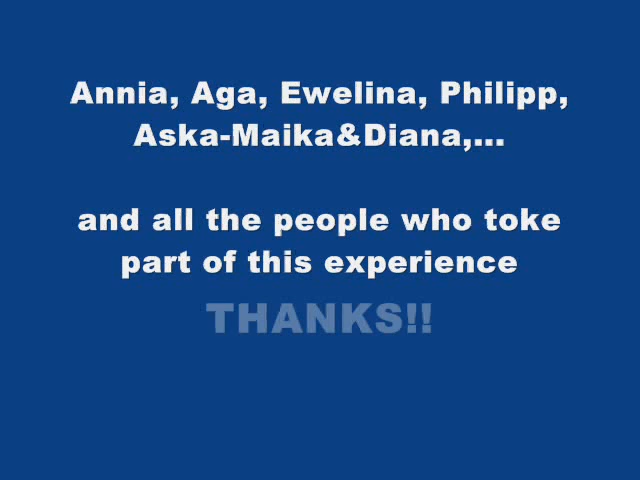 Annia, Aga, Ewelina, Philipp,
Aska-Maika&Diana,...
and all the people who toke
part of this experience
THANKS!!